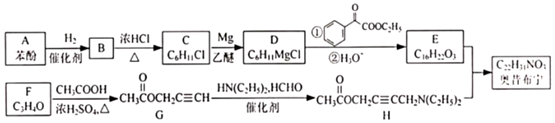 A 苯酚 H₂ 催化剂 B 浓HCl △ C C₆H₁₁Cl Mg 乙醚 D C₆H₁₁MgCl ① O O OC₂H₅ ②H₃O⁺ E C₁₆H₂₂O₃
C₂₂H₃₁NO₃ 奥昔布宁
F C₃H₄O CH₃COOH 浓H₂SO₄,△ O CH₃COCH₂C≡CH G HN(C₂H₅)₂,HCHO 催化剂 O CH₃COCH₂C≡CCH₂N(C₂H₅)₂ H